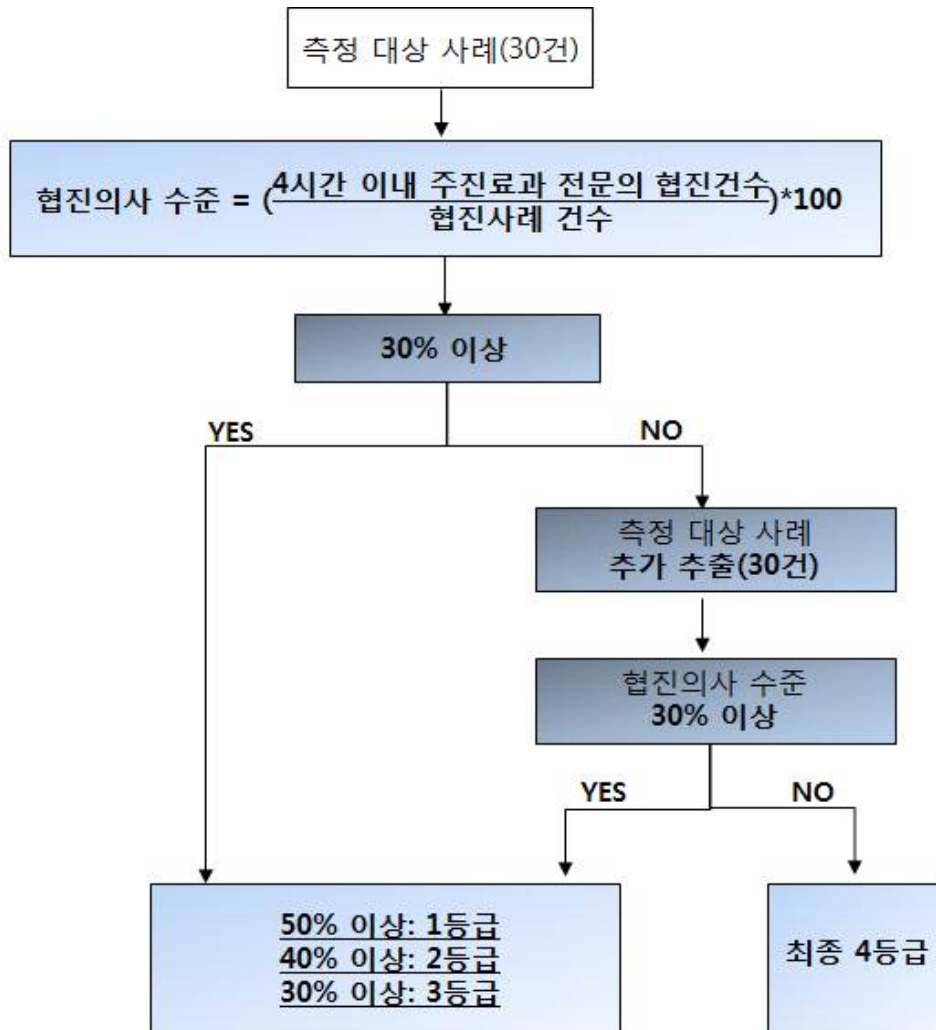 측정 대상 사례(30건)
협진의사 수준 = (4시간 이내 주진료과 전문의 협진건수
협진사례 건수)*100
30% 이상
YES
NO
측정 대상 사례
추가 추출(30건)
협진의사 수준
30% 이상
YES
NO
50% 이상: 1등급
40% 이상: 2등급
30% 이상: 3등급
최종 4등급